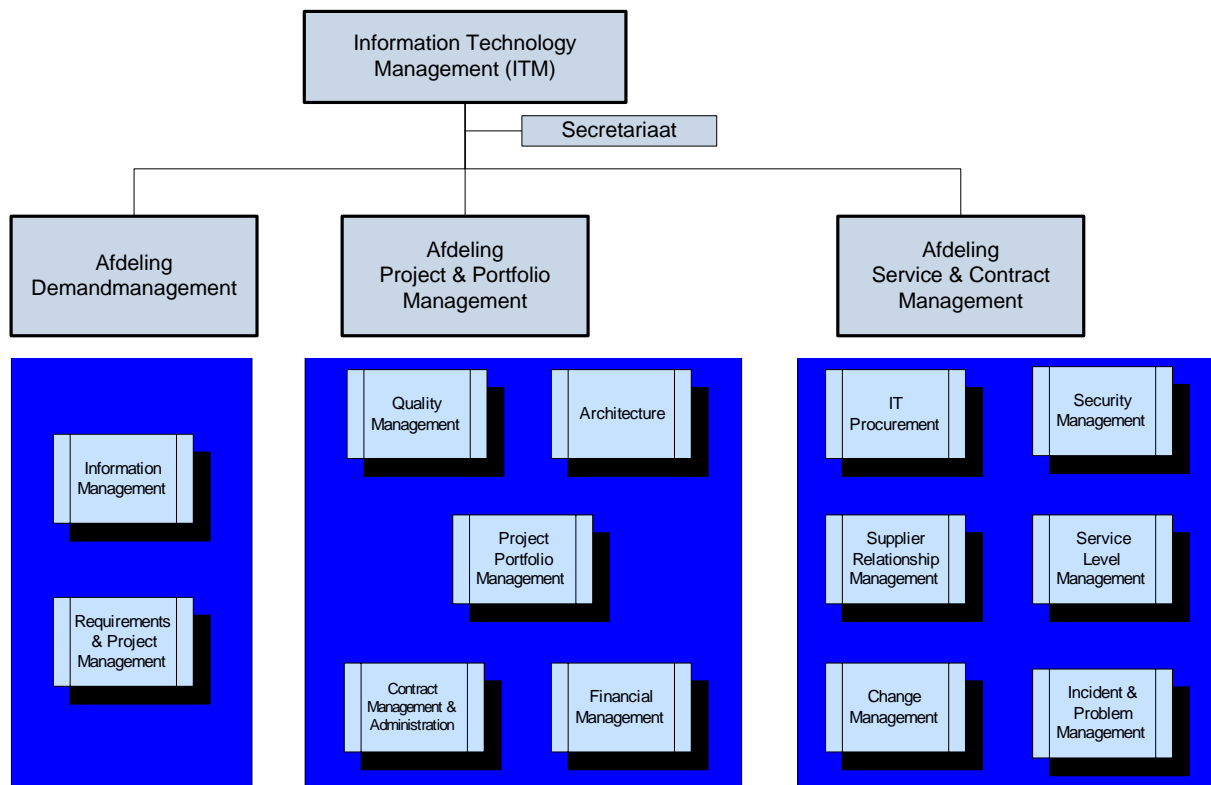 Information Technology
Management (ITM)
Secretariaat
Afdeling
Demandmanagement
Afdeling
Project & Portfolio
Management
Afdeling
Service & Contract
Management
Information
Management
Requirements
& Project
Management
Quality
Management
Architecture
Project
Portfolio
Management
Contract
Management &
Administration
Financial
Management
IT
Procurement
Security
Management
Supplier
Relationship
Management
Service
Level
Management
Change
Management
Incident &
Problem
Management